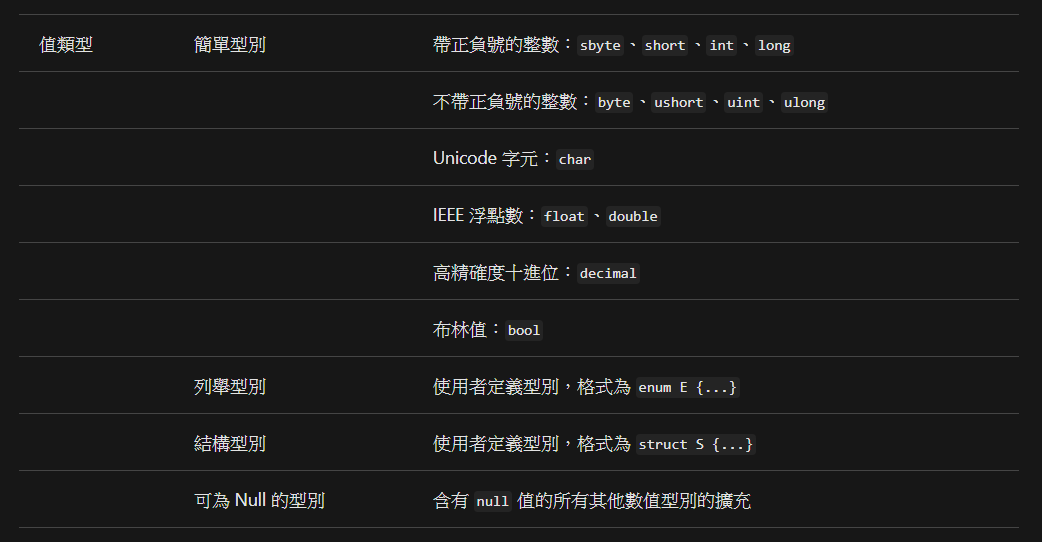 值類型 簡單型別 帶正負號的整數：sbyte、short、int、long
不帶正負號的整數：byte、ushort、uint、ulong
Unicode 字元：char
IEEE 浮點數：float、double
高精確度十進位：decimal
布林值：bool
列舉型別 使用者定義型別，格式為 enum E {...}
結構型別 使用者定義型別，格式為 struct S {...}
可為 Null 的型別 含有 null 值的所有其他數值型別的擴充